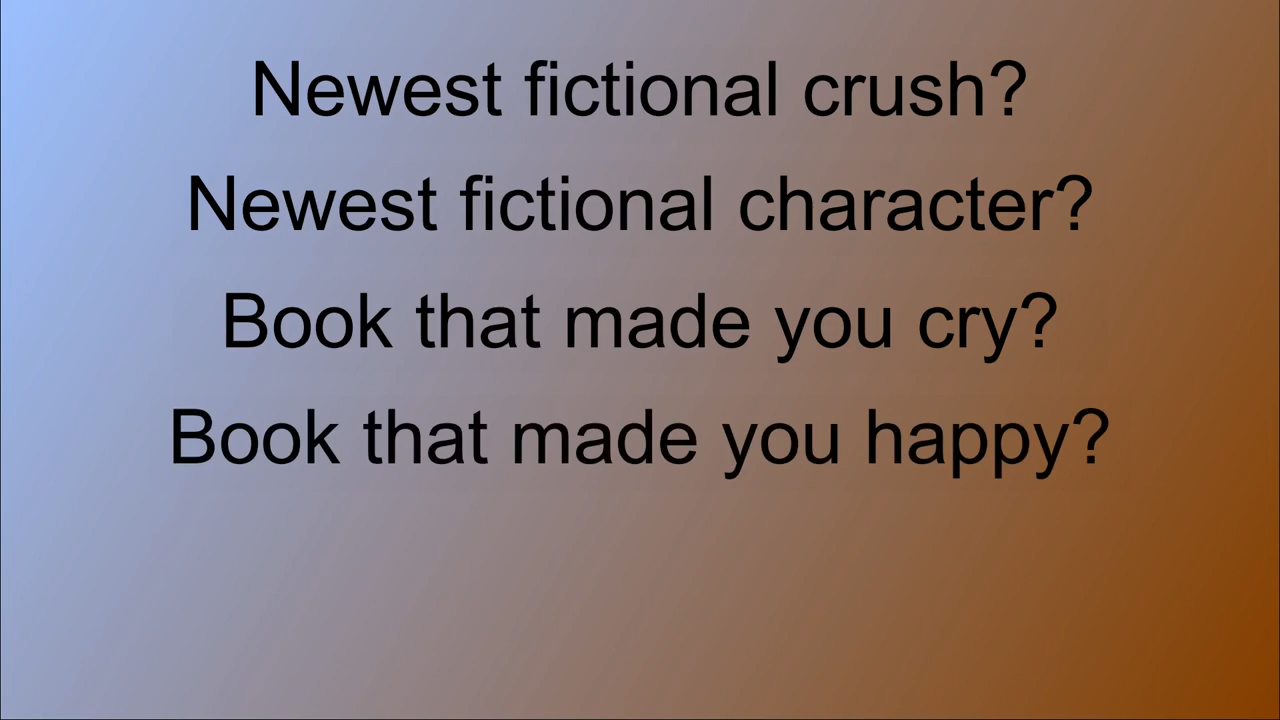 Newest fictional crush?
Newest fictional character?
Book that made you cry?
Book that made you happy?